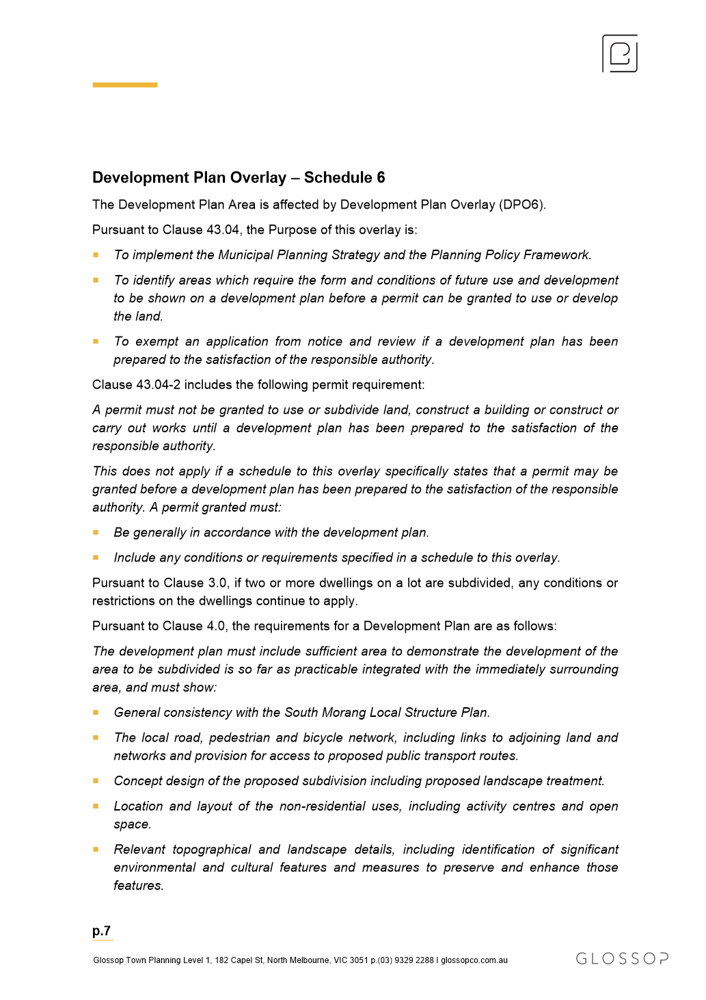 Development Plan Overlay – Schedule 6
The Development Plan Area is affected by Development Plan Overlay (DPO6).
Pursuant to Clause 43.04, the Purpose of this overlay is:
To implement the Municipal Planning Strategy and the Planning Policy Framework.
To identify areas which require the form and conditions of future use and development
to be shown on a development plan before a permit can be granted to use or develop
the land.
To exempt an application from notice and review if a development plan has been
prepared to the satisfaction of the responsible authority.
Clause 43.04-2 includes the following permit requirement:
A permit must not be granted to use or subdivide land, construct a building or construct or
carry out works until a development plan has been prepared to the satisfaction of the
responsible authority.
This does not apply if a schedule to this overlay specifically states that a permit may be
granted before a development plan has been prepared to the satisfaction of the responsible
authority. A permit granted must:
Be generally in accordance with the development plan.
Include any conditions or requirements specified in a schedule to this overlay.
Pursuant to Clause 3.0, if two or more dwellings on a lot are subdivided, any conditions or
restrictions on the dwellings continue to apply.
Pursuant to Clause 4.0, the requirements for a Development Plan are as follows:
The development plan must include sufficient area to demonstrate the development of the
area to be subdivided is so far as practicable integrated with the immediately surrounding
area, and must show:
General consistency with the South Morang Local Structure Plan.
The local road, pedestrian and bicycle network, including links to adjoining land and
networks and provision for access to proposed public transport routes.
Concept design of the proposed subdivision including proposed landscape treatment.
Location and layout of the non-residential uses, including activity centres and open
space.
Relevant topographical and landscape details, including identification of significant
environmental and cultural features and measures to preserve and enhance those
features.
p.7
Glossop Town Planning Level 1, 182 Capel St, North Melbourne, VIC 3051 p.(03) 9329 2288 I glossopco.com.au
GLOSSOP